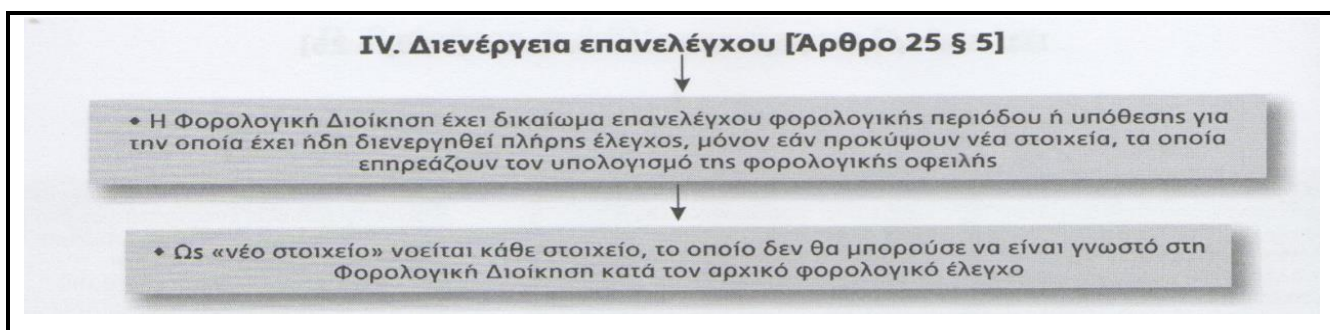 IV. Διενέργεια επανελέγχου [Άρθρο 25 § 5]
• Η Φορολογική Διοίκηση έχει δικαίωμα επανελέγχου φορολογικής περιόδου ή υπόθεσης για
την οποία έχει ήδη διενεργηθεί πλήρης έλεγχος, μόνον εάν προκύψουν νέα στοιχεία, τα οποία
επηρεάζουν τον υπολογισμό της φορολογικής οφειλής
• Ως «νέο στοιχείο» νοείται κάθε στοιχείο, το οποίο δεν θα μπορούσε να είναι γνωστό στη
Φορολογική Διοίκηση κατά τον αρχικό φορολογικό έλεγχο